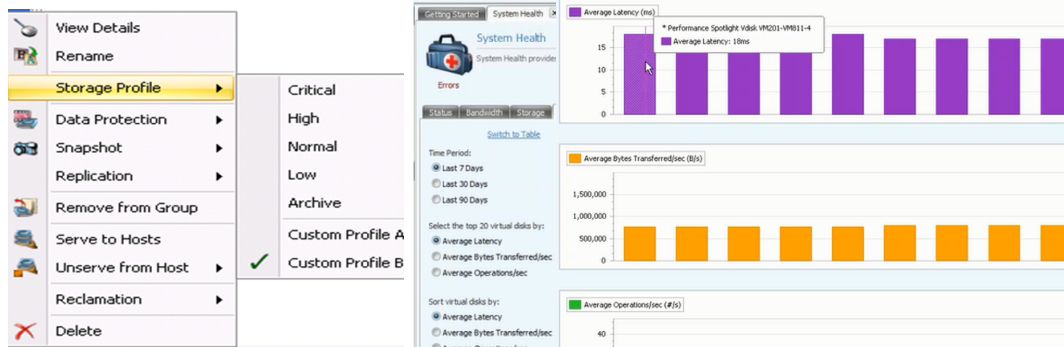 View Details
Rename
Storage Profile
Data Protection
Snapshot
Replication
Remove from Group
Serve to Hosts
Unserve from Host
Reclamation
Delete
Critical
High
Normal
Low
Archive
Custom Profile A
Custom Profile B
Getting Started System Health
System Health
System Health provide
Errors
Status Bandwidth Storage
Switch to Table
Time Period:
Last 7 Days
Last 30 Days
Last 90 Days
Select the top 20 virtual disks by:
Average Latency
Average Bytes Transferred/sec
Average Operations/sec
Sort virtual disks by:
Average Latency
Average Bytes Transferred/sec
Average Latency (ms)
* Performance Spotlight Vdisk VM201-VM811-4
Average Latency: 18ms
15
10
5
0
Average Bytes Transferred/sec (B/s)
1,500,000
1,000,000
500,000
0
Average Operations/sec (#/s)
40